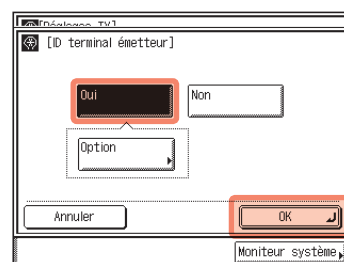 [Réglages TX]
[ID terminal émetteur]
Oui
Non
Option
Annuler
OK
Moniteur système